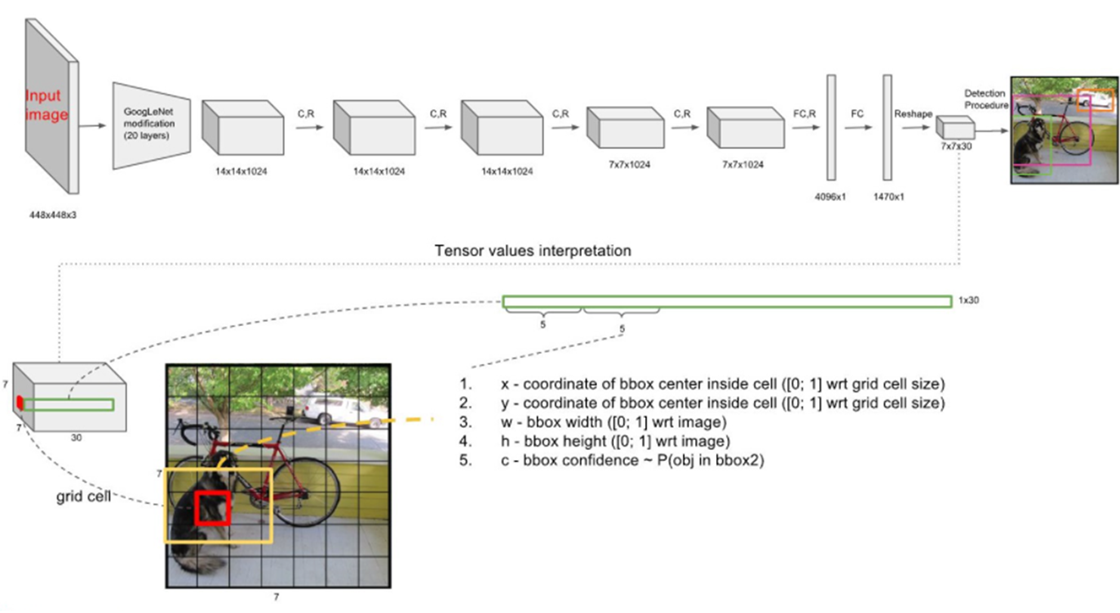 Input
image
448x448x3
GoogLeNet
modification
(20 layers)
14x14x1024
C,R
14x14x1024
C,R
14x14x1024
C,R
7x7x1024
C,R
7x7x1024
FC,R
4096x1
FC
1470x1
Reshape
7x7x30
Detection
Procedure
Tensor values interpretation
1x30
5
5
7
7
30
grid cell
7
7
1. x - coordinate of bbox center inside cell ([0; 1] wrt grid cell size)
2. y - coordinate of bbox center inside cell ([0; 1] wrt grid cell size)
3. w - bbox width ([0; 1] wrt image)
4. h - bbox height ([0; 1] wrt image)
5. c - bbox confidence ~ P(obj in bbox2)